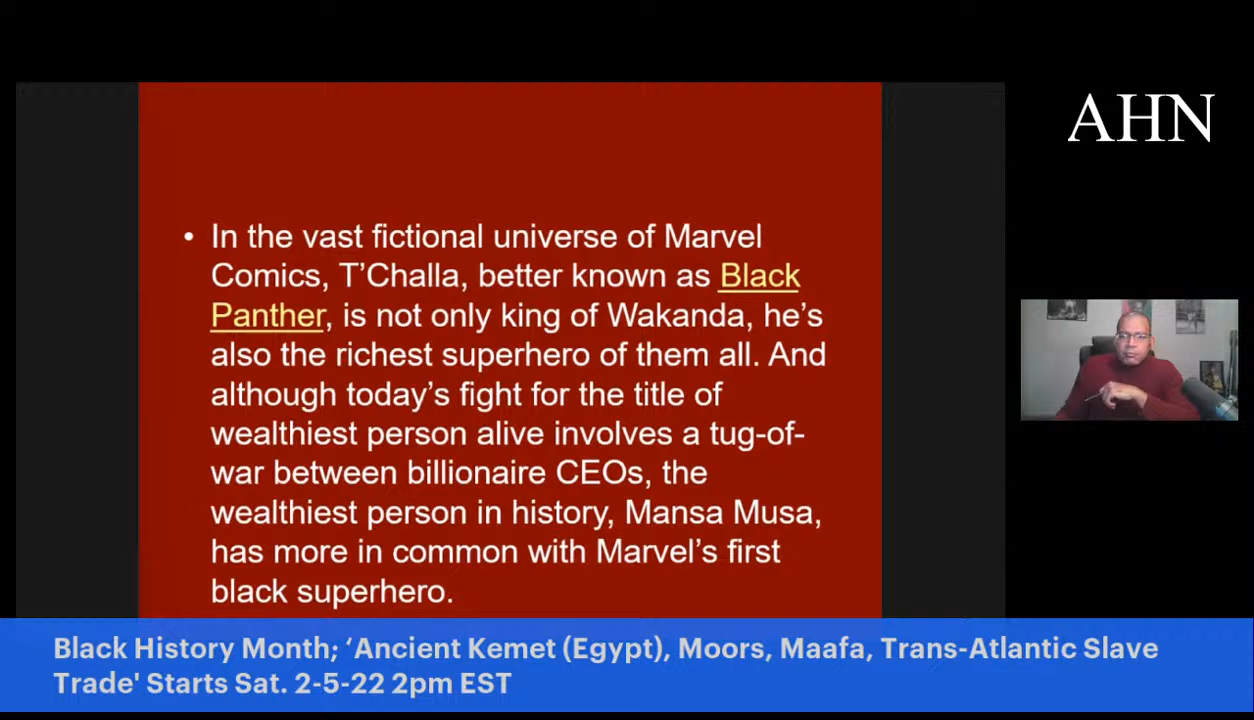 AHN
• In the vast fictional universe of Marvel
Comics, T’Challa, better known as Black
Panther, is not only king of Wakanda, he’s
also the richest superhero of them all. And
although today’s fight for the title of
wealthiest person alive involves a tug-of-
war between billionaire CEOs, the
wealthiest person in history, Mansa Musa,
has more in common with Marvel’s first
black superhero.
Black History Month; ‘Ancient Kemet (Egypt), Moors, Maafa, Trans-Atlantic Slave
Trade' Starts Sat. 2-5-22 2pm EST